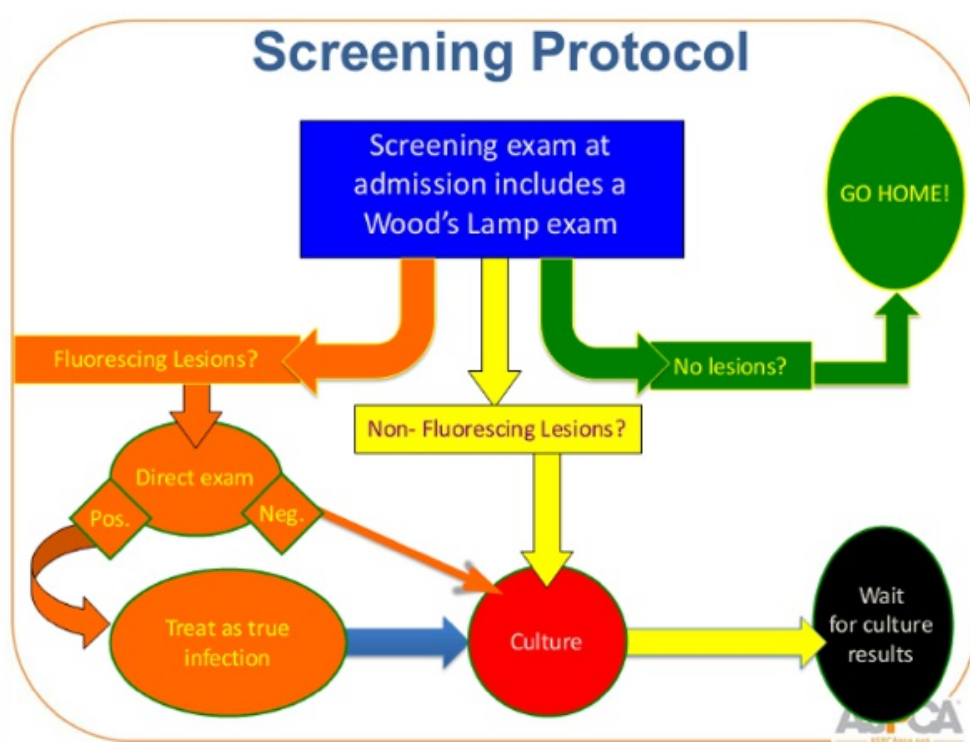 Screening Protocol
Screening exam at
admission includes a
Wood's Lamp exam
GO HOME!
Fluorescing Lesions?
No lesions?
Non- Fluorescing Lesions?
Direct exam
Pos.
Neg.
Treat as true
infection
Culture
Wait
for culture
results
ASPCA